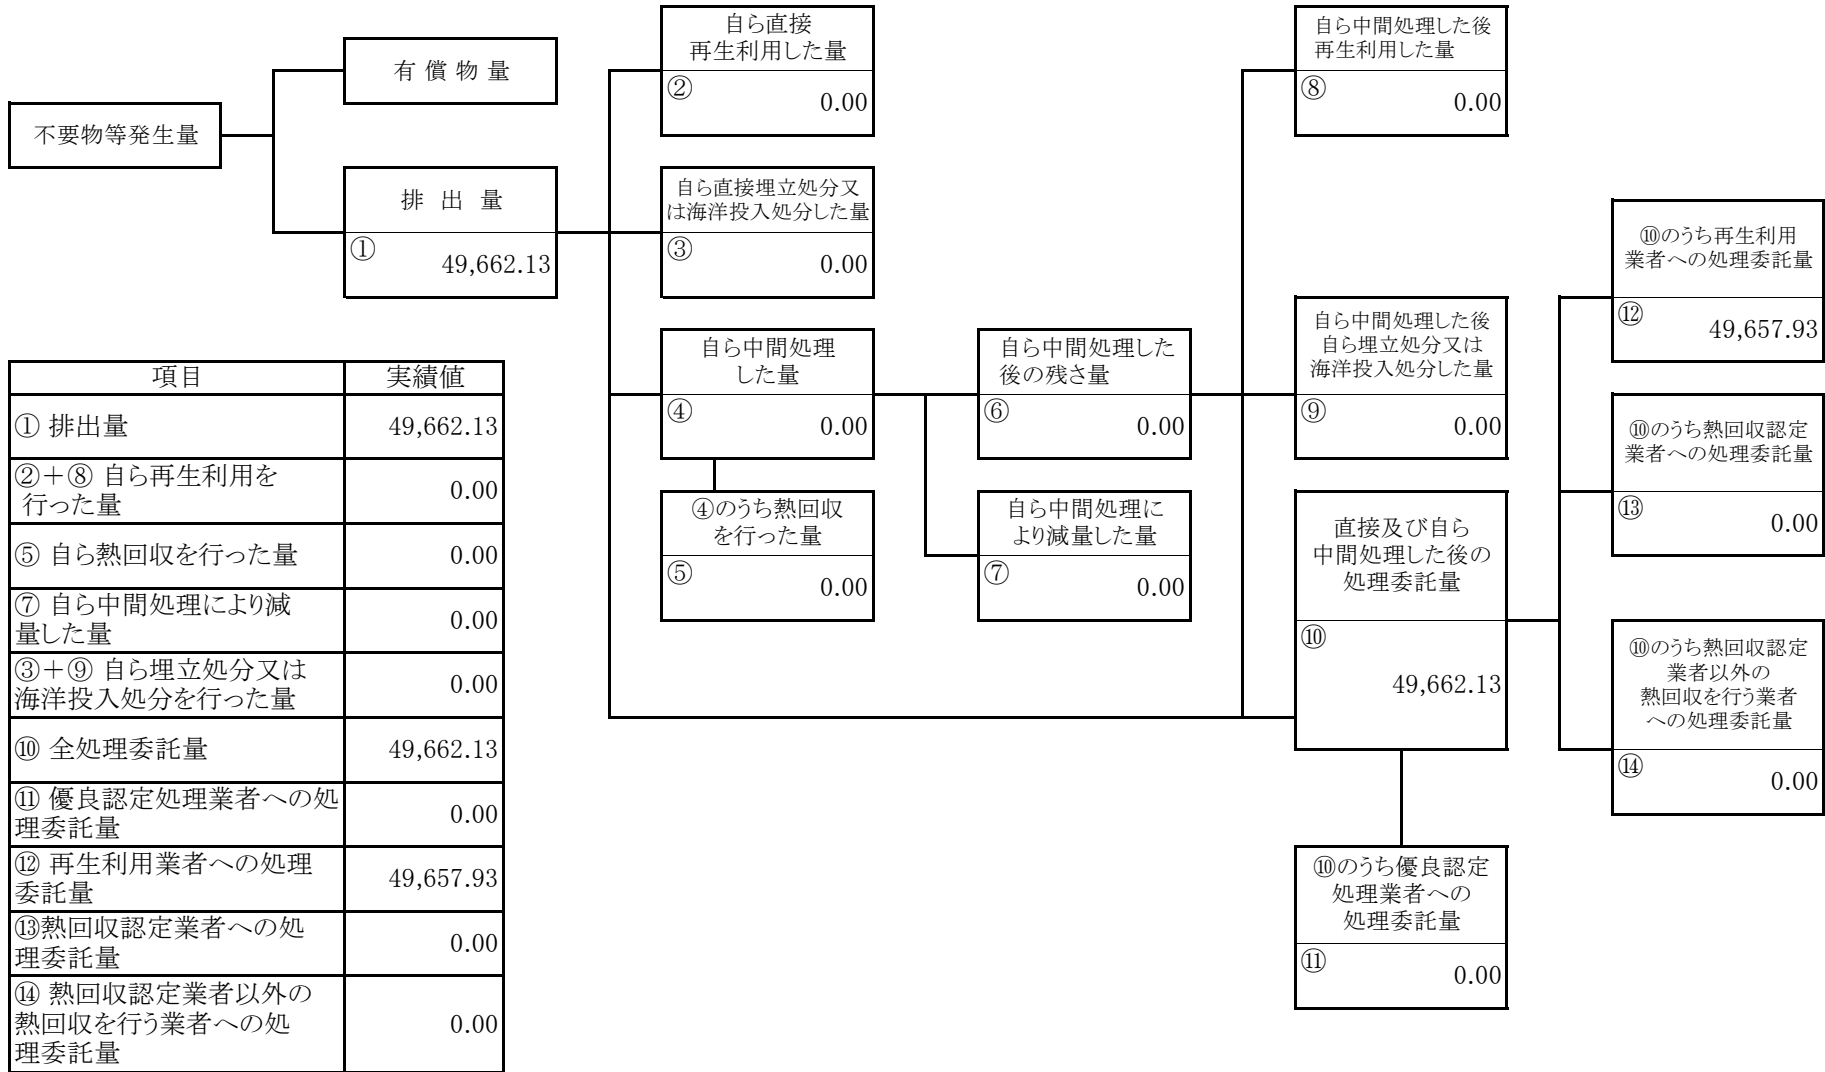 不要物等発生量
有償物量
排出量
①
49,662.13
自ら直接
再生利用した量
②
0.00
自ら直接埋立処分又
は海洋投入処分した量
③
0.00
自ら中間処理
した量
④
0.00
④のうち熱回収
を行った量
⑤
0.00
自ら中間処理した
後の残さ量
⑥
0.00
自ら中間処理に
より減量した量
⑦
0.00
自ら中間処理した後
再生利用した量
⑧
0.00
自ら中間処理した後
自ら埋立処分又は
海洋投入処分した量
⑨
0.00
直接及び自ら
中間処理した後の
処理委託量
⑩
49,662.13
⑩のうち優良認定
処理業者への
処理委託量
⑪
0.00
⑩のうち再生利用
業者への処理委託量
⑫
49,657.93
⑩のうち熱回収認定
業者への処理委託量
⑬
0.00
⑩のうち熱回収認定
業者以外の
熱回収を行う業者
への処理委託量
⑭
0.00
項目 実績値
① 排出量 49,662.13
②＋⑧ 自ら再生利用を
行った量 0.00
⑤ 自ら熱回収を行った量 0.00
⑦ 自ら中間処理により減
量した量 0.00
③＋⑨ 自ら埋立処分又は
海洋投入処分を行った量 0.00
⑩ 全処理委託量 49,662.13
⑪ 優良認定処理業者への処
理委託量 0.00
⑫ 再生利用業者への処理
委託量 49,657.93
⑬熱回収認定業者への処
理委託量 0.00
⑭ 熱回収認定業者以外の
熱回収を行う業者への処
理委託量 0.00